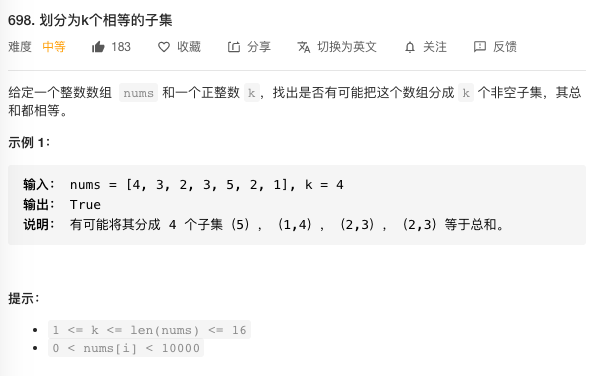 698. 划分为k个相等的子集
难度 中等 183 收藏 分享 切换为英文 关注 反馈
给定一个整数数组 nums 和一个正整数 k，找出是否有可能把这个数组分成 k 个非空子集，其总
和都相等。
示例 1：
输入： nums = [4, 3, 2, 3, 5, 2, 1], k = 4
输出： True
说明： 有可能将其分成 4 个子集（5），（1,4），（2,3），（2,3）等于总和。
提示：
• 1 <= k <= len(nums) <= 16
• 0 < nums[i] < 10000